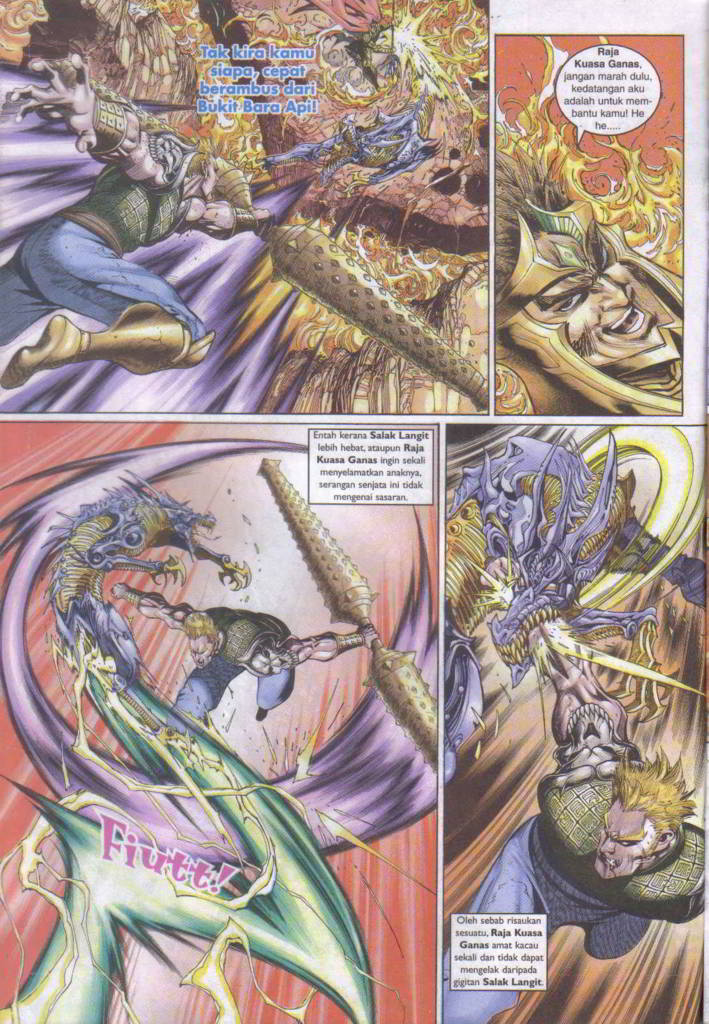 Tak kira kamu
siapa, cepat
berambus dari
Bukit Bara Api!
Raja
Kuasa Ganas,
jangan marah dulu,
kedatangan aku
adalah untuk mem-
bantu kamu! He
he.....
Entah kerana Salak Langit
lebih hebat, ataupun Raja
Kuasa Ganas ingin sekali
menyelamatkan anaknya,
serangan senjata ini tidak
mengenai sasaran.
Fiutt!
Oleh sebab risaukan
sesuatu, Raja Kuasa
Ganas amat kacau
sekali dan tidak dapat
mengelak daripada
gigitan Salak Langit.